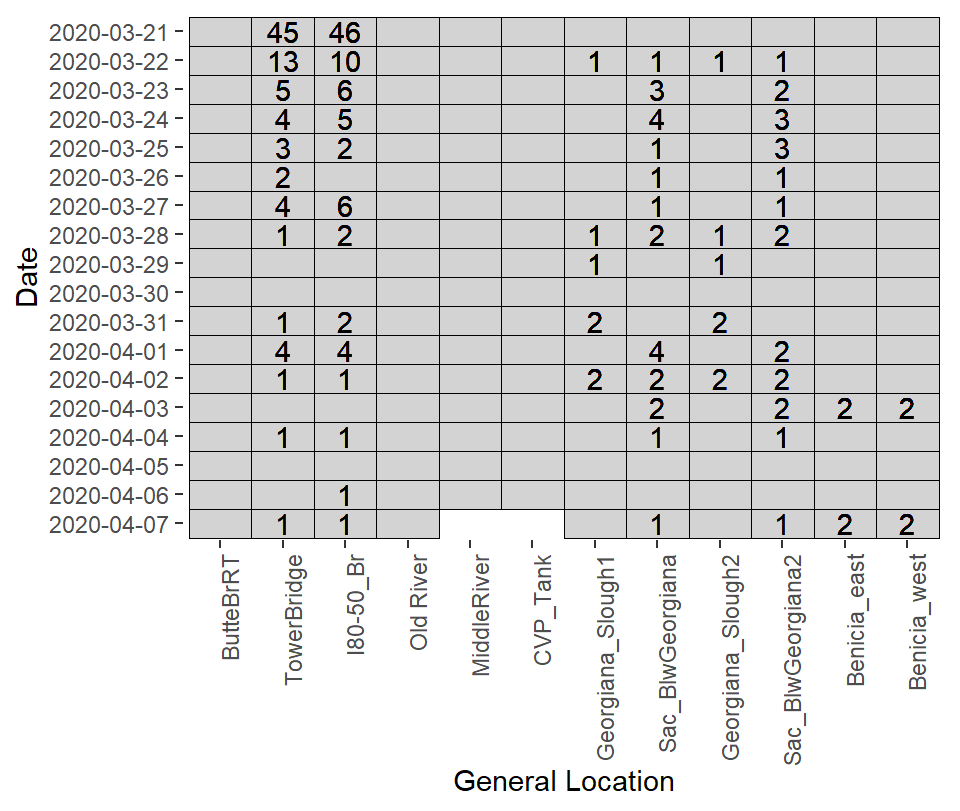 2020-03-21 45 46
2020-03-22 13 10 1 1 1 1
2020-03-23 5 6 3 2
2020-03-24 4 5 4 3
2020-03-25 3 2 1 3
2020-03-26 2 1 1
2020-03-27 4 6 1 1
2020-03-28 1 2 1 2 1 2
2020-03-29 1 1
2020-03-30
2020-03-31 1 2 2 2
2020-04-01 4 4 4 2
2020-04-02 1 1 2 2 2 2
2020-04-03 2 2 2 2
2020-04-04 1 1 1 1
2020-04-05
2020-04-06 1
2020-04-07 1 1 1 1 2 2
Date
ButteBrRT
TowerBridge
I80-50_Br
Old River
MiddleRiver
CVP_Tank
Georgiana_Slough1
Sac_BlwGeorgiana
Georgiana_Slough2
Sac_BlwGeorgiana2
Benicia_east
Benicia_west
General Location